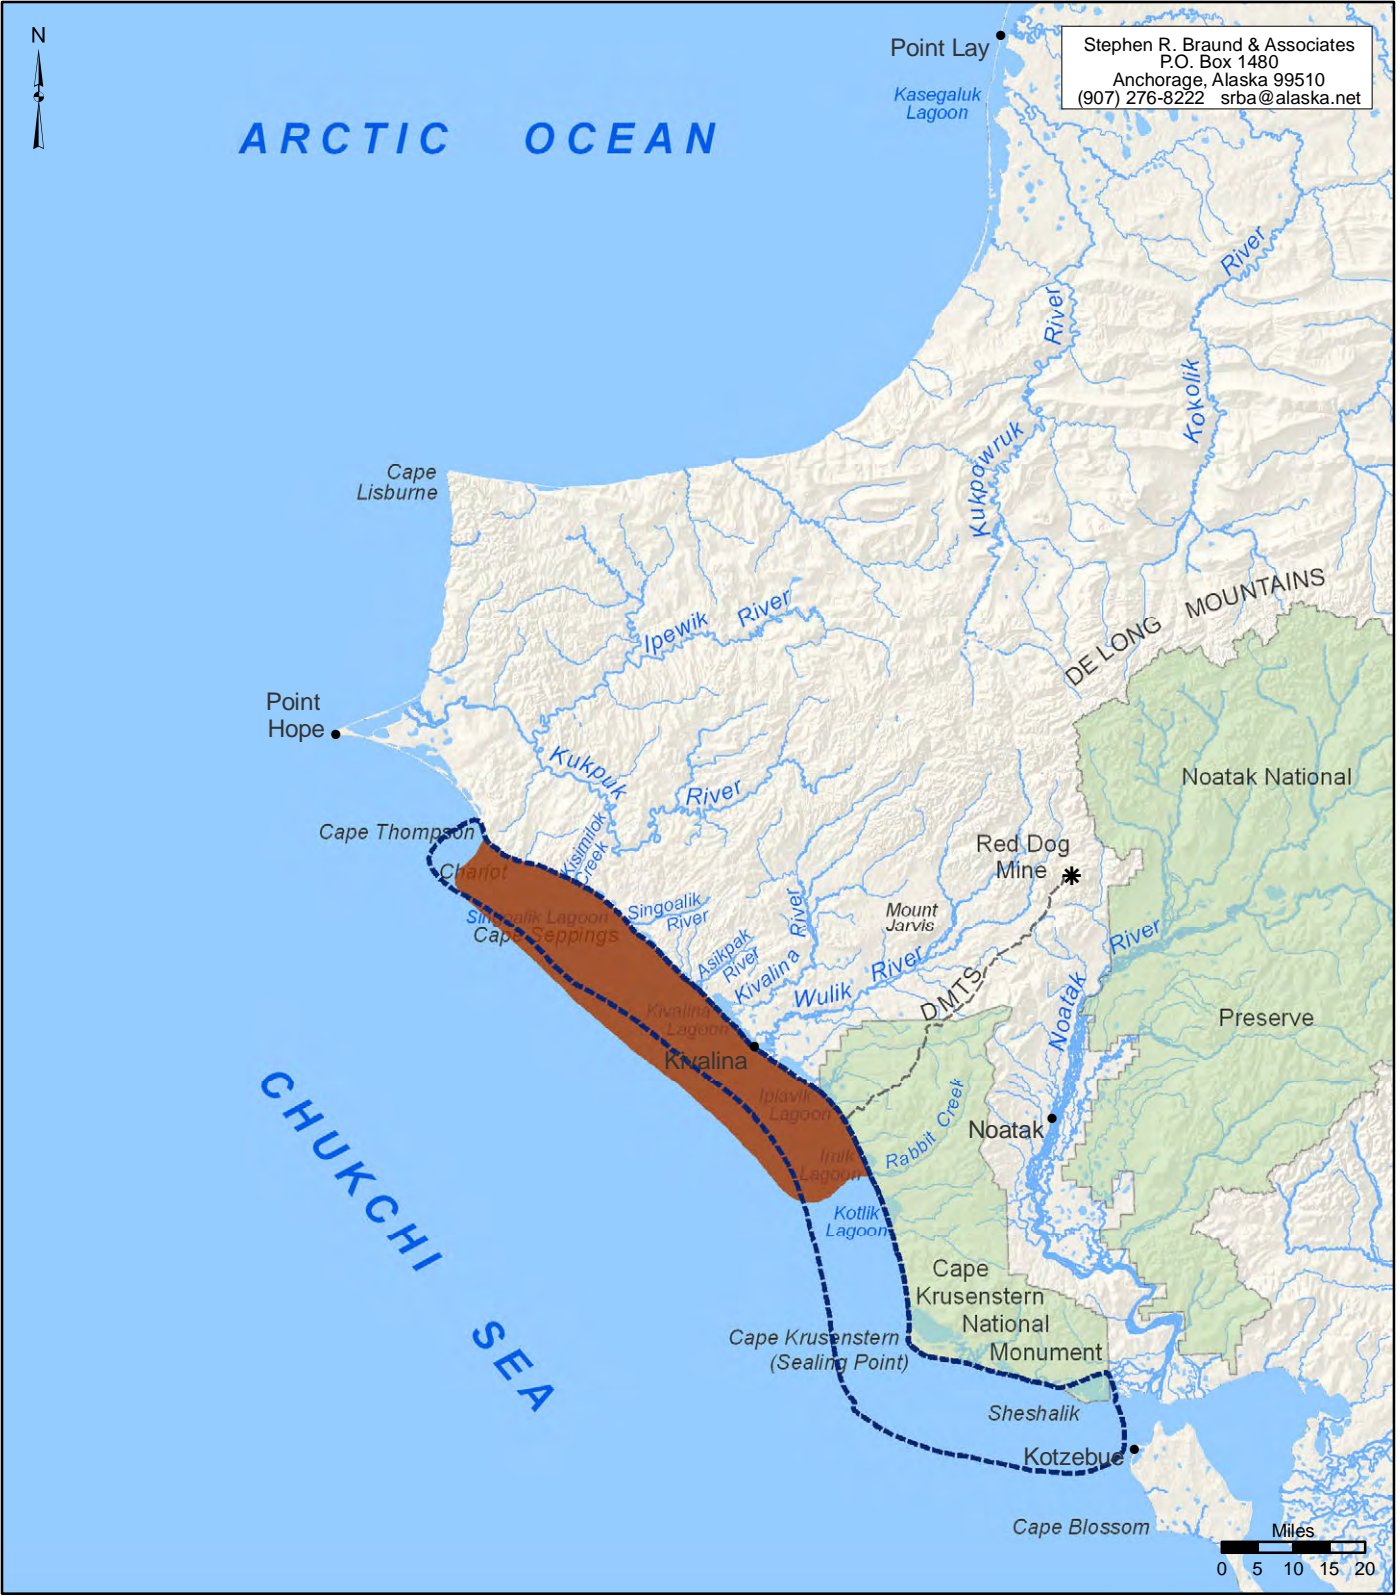 N
Point Lay
Stephen R. Braund & Associates
P.O. Box 1480
Anchorage, Alaska 99510
(907) 276-8222 srba@alaska.net
Kasegaluk
Lagoon
ARCTIC OCEAN
River
River
Kokolik
Kukpowruk
Cape
Lisburne
DE LONG MOUNTAINS
Ipewik River
Point
Hope
Kukpuk
River
Noatak National
Cape Thompson
Kisimilok
Creek
Red Dog
Mine
Chariot
Singoalik
River
Singoalik Lagoon
Cape Seppings
Mount
Jarvis
Asikpak
River
Kivalina River
Wulik River
River
Noatak
DMTS
Kivalina
Lagoon
Preserve
Kivalina
Iplavik
Lagoon
Rabbit Creek
Noatak
Imik
Lagoon
Kotlik
Lagoon
CHUKCHI SEA
Cape
Krusenstern
National
Monument
Cape Krusenstern
(Sealing Point)
Sheshalik
Kotzebue
Cape Blossom
Miles
0 5 10 15 20